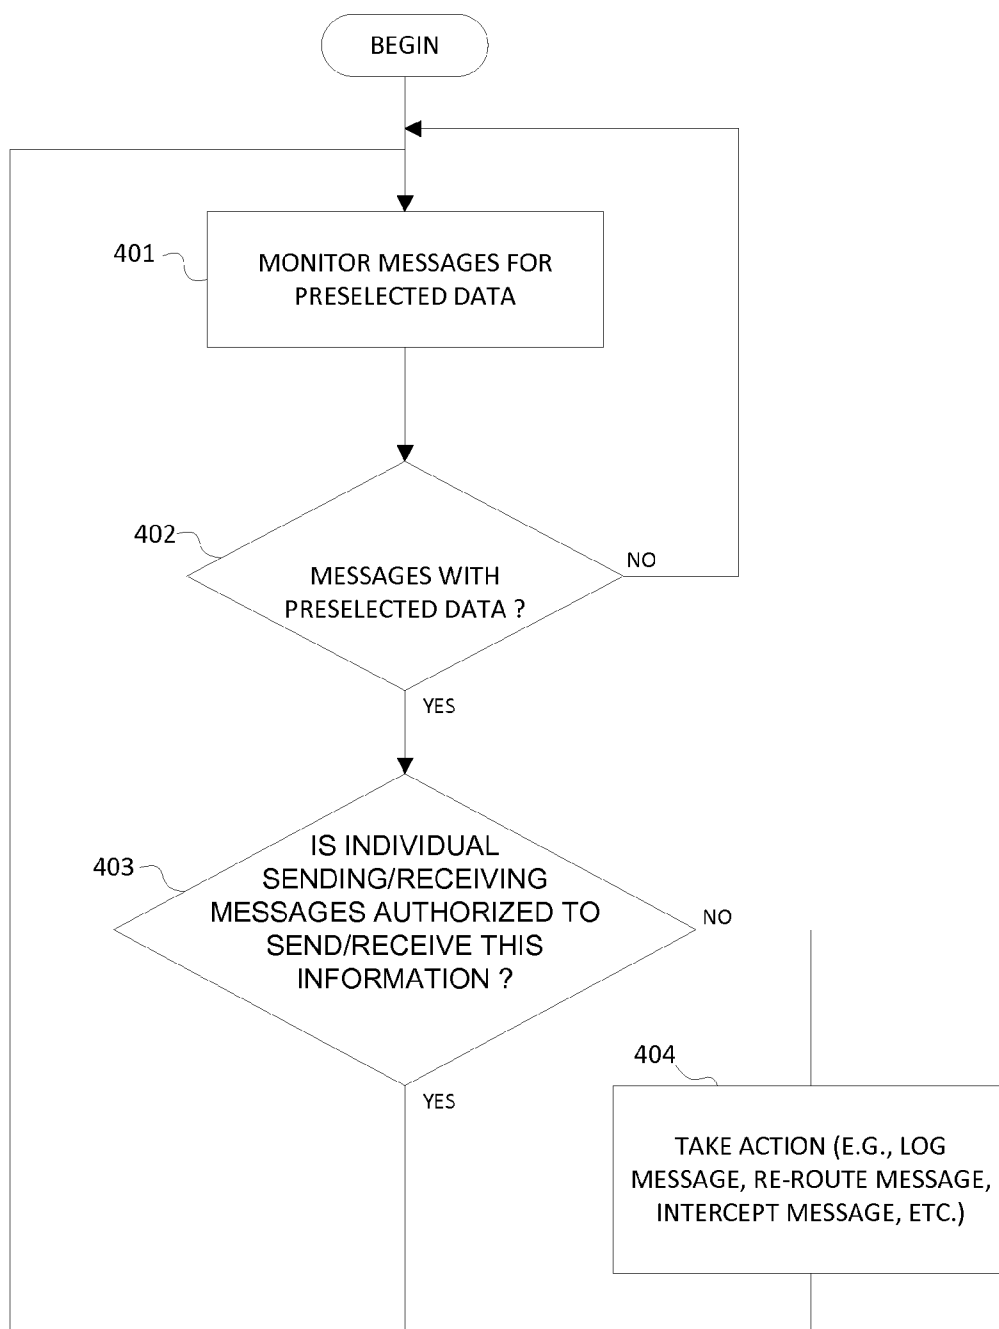 BEGIN
401
MONITOR MESSAGES FOR
PRESELECTED DATA
402
MESSAGES WITH
PRESELECTED DATA ?
NO
YES
403
IS INDIVIDUAL
SENDING/RECEIVING
MESSAGES AUTHORIZED TO
SEND/RECEIVE THIS
INFORMATION ?
NO
YES
404
TAKE ACTION (E.G., LOG
MESSAGE, RE-ROUTE MESSAGE,
INTERCEPT MESSAGE, ETC.)